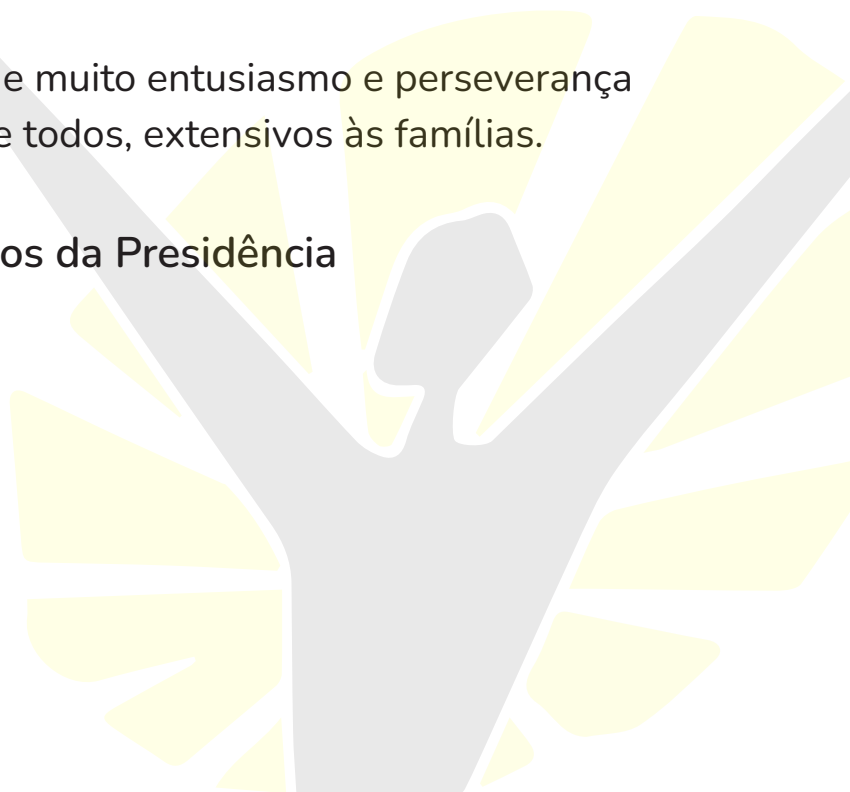 e muito entusiasmo e perseverança
e todos, extensivos às famílias.
os da Presidência